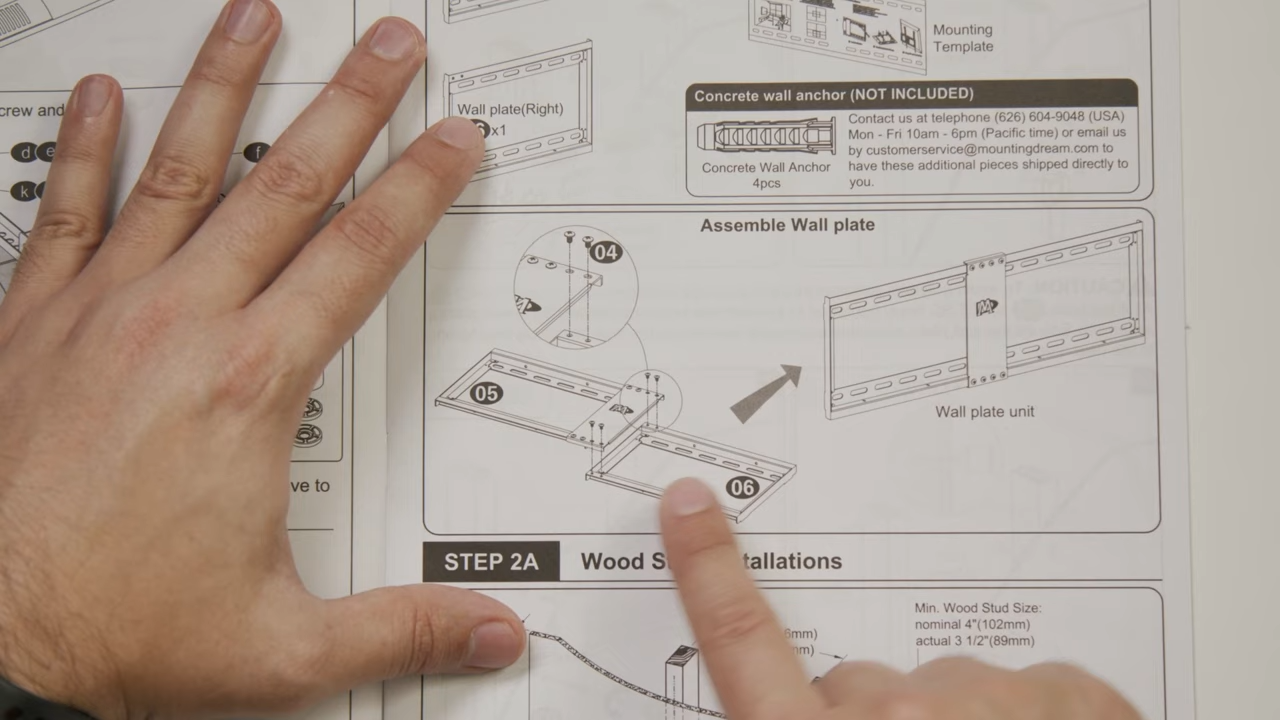 crew and
d e
f
k
ve to
Mounting
Template
Wall plate(Right)
x1
Concrete wall anchor (NOT INCLUDED)
Concrete Wall Anchor
4pcs
Contact us at telephone (626) 604-9048 (USA)
Mon - Fri 10am - 6pm (Pacific time) or email us
by customerservice@mountingdream.com to
have these additional pieces shipped directly to
you.
Assemble Wall plate
04
05
06
Wall plate unit
STEP 2A
Wood S tallations
6mm)
m)
Min. Wood Stud Size:
nominal 4"(102mm)
actual 3 1/2"(89mm)